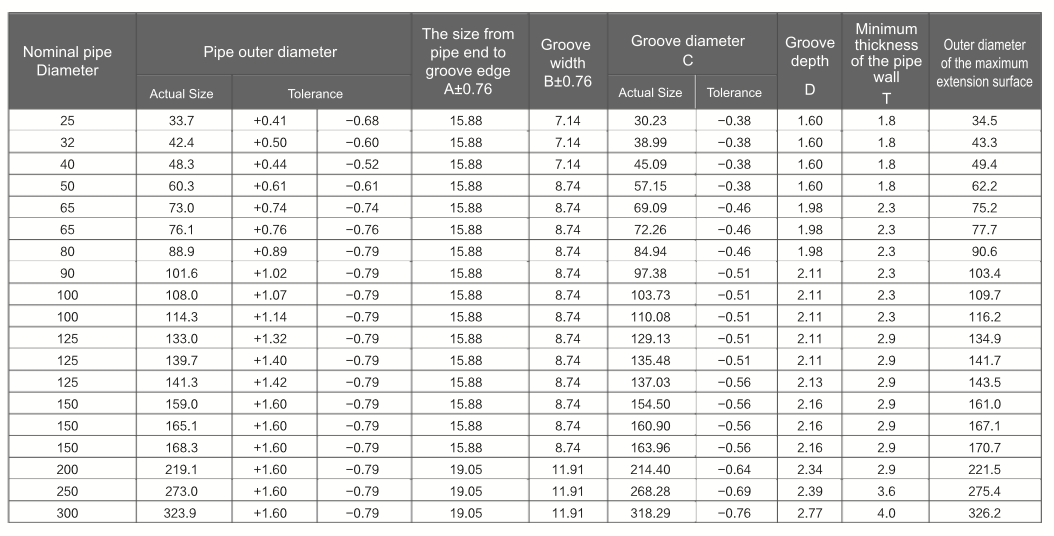 Nominal pipe Diameter Pipe outer diameter The size from pipe end to groove edge A±0.76 Groove width B±0.76 Groove diameter C Groove depth D Minimum thickness of the pipe wall T Outer diameter of the maximum extension surface
Actual Size Tolerance Actual Size Tolerance
25 33.7 +0.41 −0.68 15.88 7.14 30.23 −0.38 1.60 1.8 34.5
32 42.4 +0.50 −0.60 15.88 7.14 38.99 −0.38 1.60 1.8 43.3
40 48.3 +0.44 −0.52 15.88 7.14 45.09 −0.38 1.60 1.8 49.4
50 60.3 +0.61 −0.61 15.88 8.74 57.15 −0.38 1.60 1.8 62.2
65 73.0 +0.74 −0.74 15.88 8.74 69.09 −0.46 1.98 2.3 75.2
65 76.1 +0.76 −0.76 15.88 8.74 72.26 −0.46 1.98 2.3 77.7
80 88.9 +0.89 −0.79 15.88 8.74 84.94 −0.46 1.98 2.3 90.6
90 101.6 +1.02 −0.79 15.88 8.74 97.38 −0.51 2.11 2.3 103.4
100 108.0 +1.07 −0.79 15.88 8.74 103.73 −0.51 2.11 2.3 109.7
100 114.3 +1.14 −0.79 15.88 8.74 110.08 −0.51 2.11 2.3 116.2
125 133.0 +1.32 −0.79 15.88 8.74 129.13 −0.51 2.11 2.9 134.9
125 139.7 +1.40 −0.79 15.88 8.74 135.48 −0.51 2.11 2.9 141.7
125 141.3 +1.42 −0.79 15.88 8.74 137.03 −0.56 2.13 2.9 143.5
150 159.0 +1.60 −0.79 15.88 8.74 154.50 −0.56 2.16 2.9 161.0
150 165.1 +1.60 −0.79 15.88 8.74 160.90 −0.56 2.16 2.9 167.1
150 168.3 +1.60 −0.79 15.88 8.74 163.96 −0.56 2.16 2.9 170.7
200 219.1 +1.60 −0.79 19.05 11.91 214.40 −0.64 2.34 2.9 221.5
250 273.0 +1.60 −0.79 19.05 11.91 268.28 −0.69 2.39 3.6 275.4
300 323.9 +1.60 −0.79 19.05 11.91 318.29 −0.76 2.77 4.0 326.2